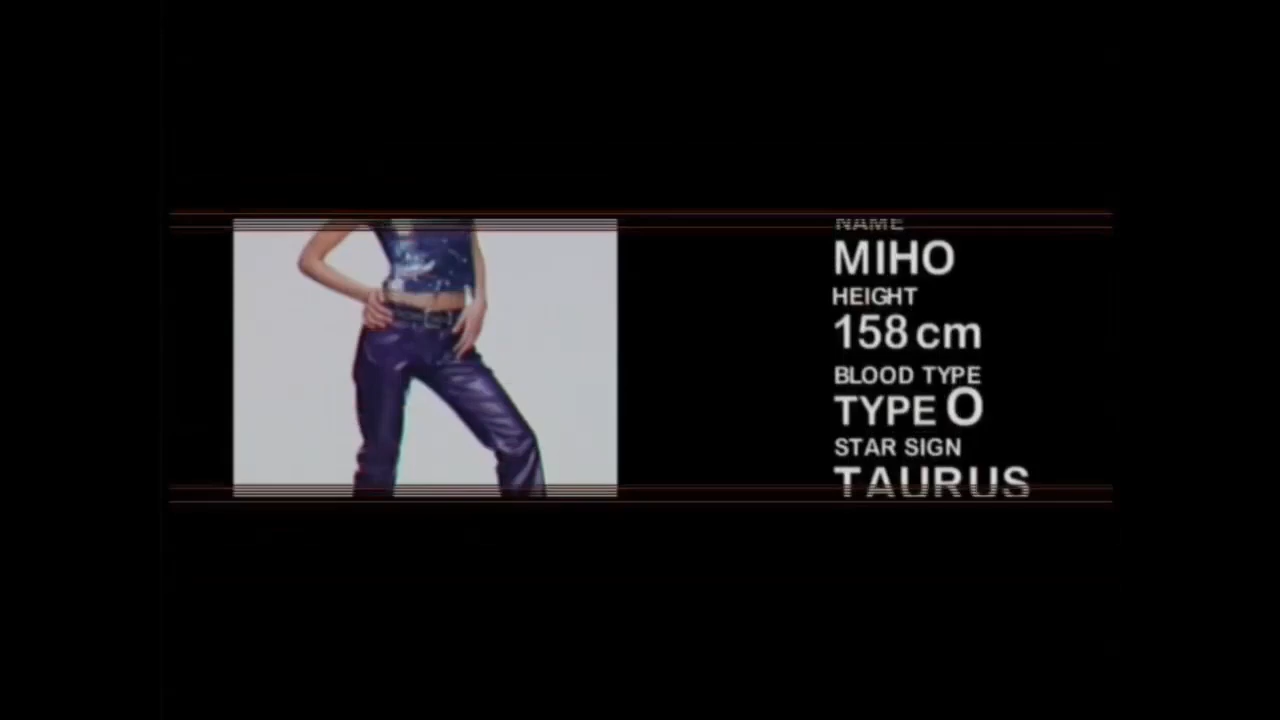 NAME
MIHO
HEIGHT
158 cm
BLOOD TYPE
TYPE O
STAR SIGN
TAURUS